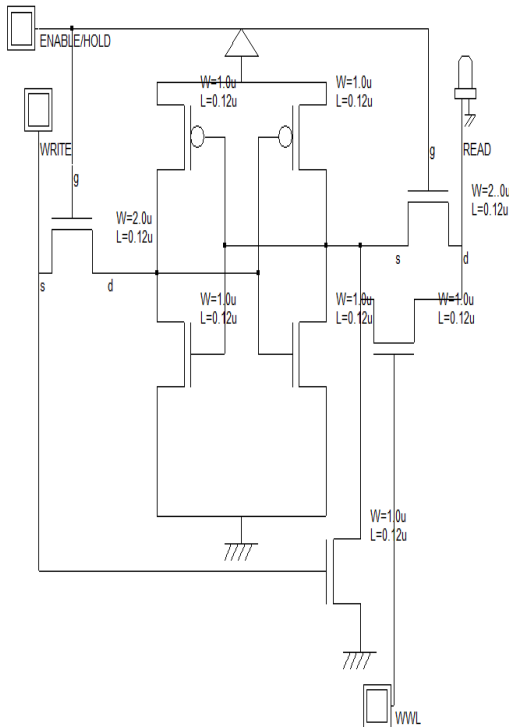 ENABLE/HOLD
W=1.0u
L=0.12u
W=1.0u
L=0.12u
WRITE
READ
g
g
W=2.0u
L=0.12u
W=2..0u
L=0.12u
s
d
s
d
W=1.0u
L=0.12u
W=1.0u
L=0.12u
W=1.0u
L=0.12u
W=1.0u
L=0.12u
WWL